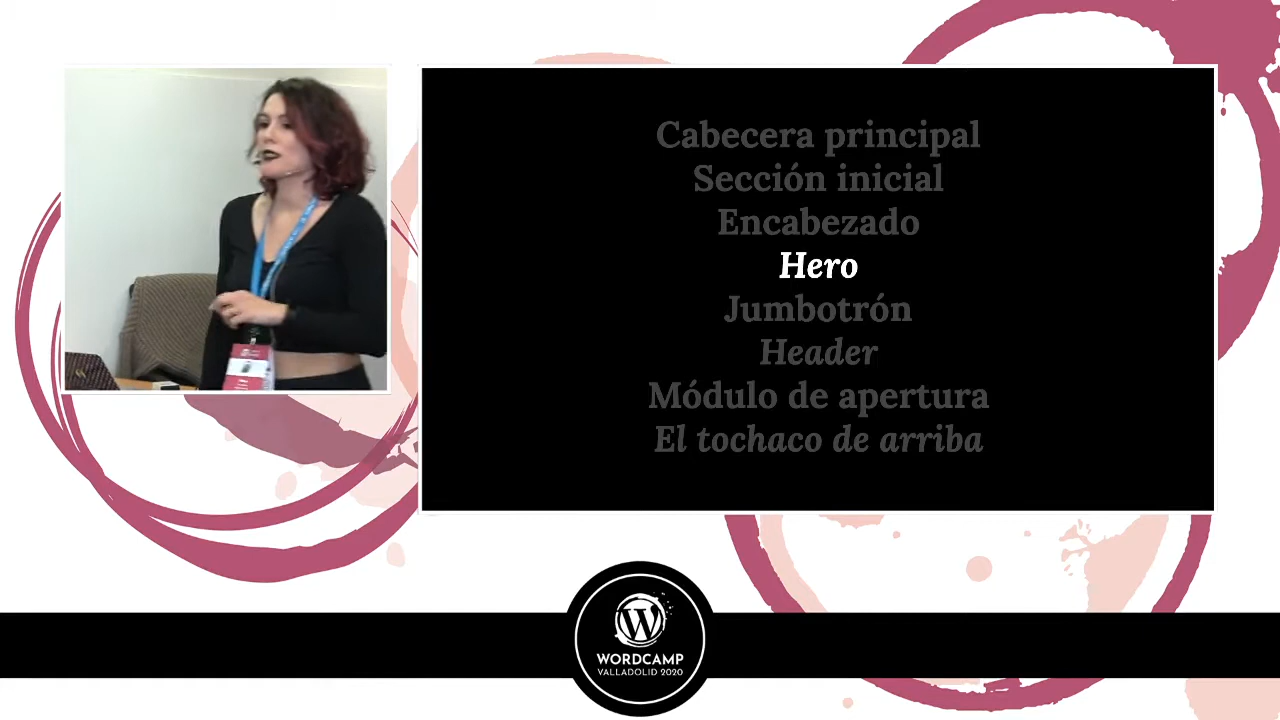 Cabecera principal
Sección inicial
Encabezado
Hero
Jumbotrón
Header
Módulo de apertura
El tochaco de arriba
W
WORDCAMP
VALLADOLID 2020